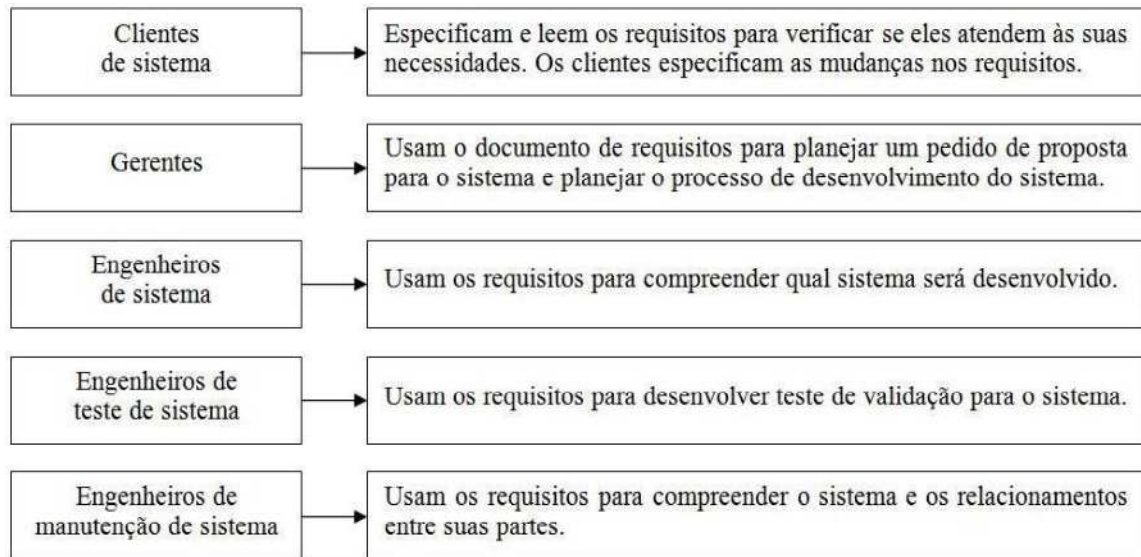 Clientes
de sistema
Especificam e leem os requisitos para verificar se eles atendem às suas
necessidades. Os clientes especificam as mudanças nos requisitos.
Gerentes
Usam o documento de requisitos para planejar um pedido de proposta
para o sistema e planejar o processo de desenvolvimento do sistema.
Engenheiros
de sistema
Usam os requisitos para compreender qual sistema será desenvolvido.
Engenheiros de
teste de sistema
Usam os requisitos para desenvolver teste de validação para o sistema.
Engenheiros de
manutenção de sistema
Usam os requisitos para compreender o sistema e os relacionamentos
entre suas partes.